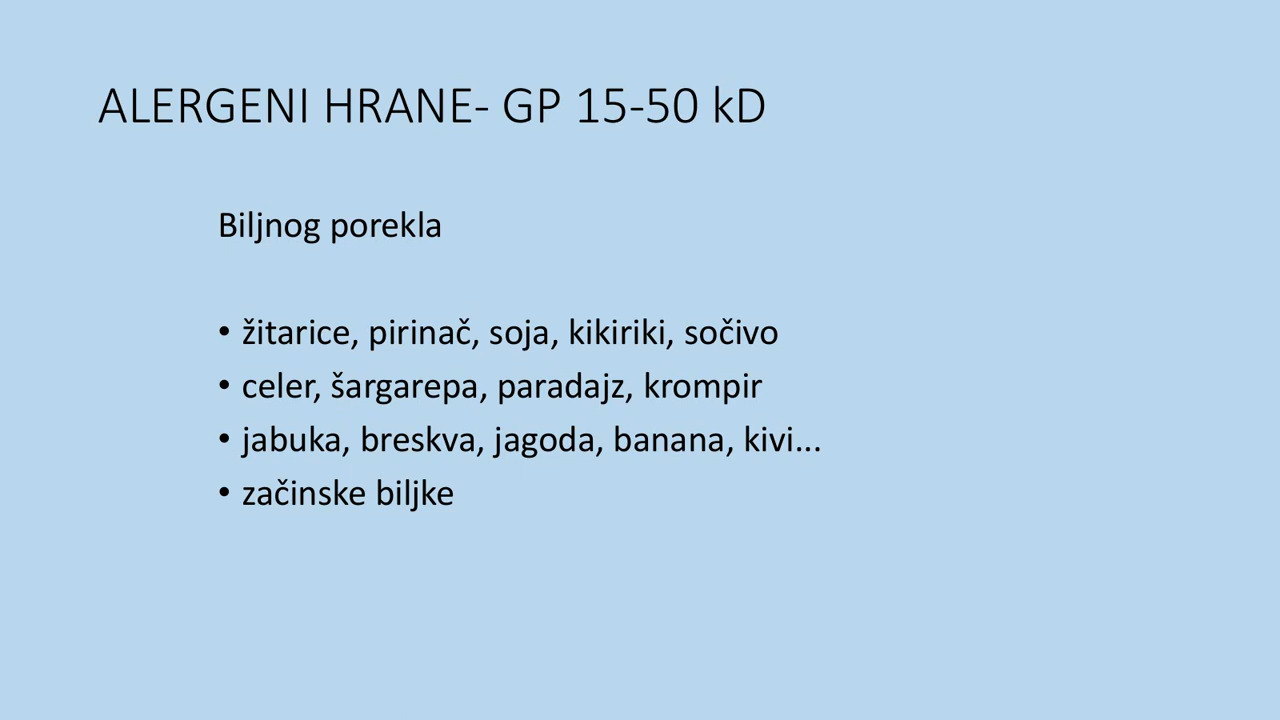 ALERGENI HRANE- GP 15-50 kD
Biljnog porekla
• žitarice, pirinač, soja, kikiriki, sočivo
• celer, šargarepa, paradajz, krompir
• jabuka, breskva, jagoda, banana, kivi...
• začinske biljke